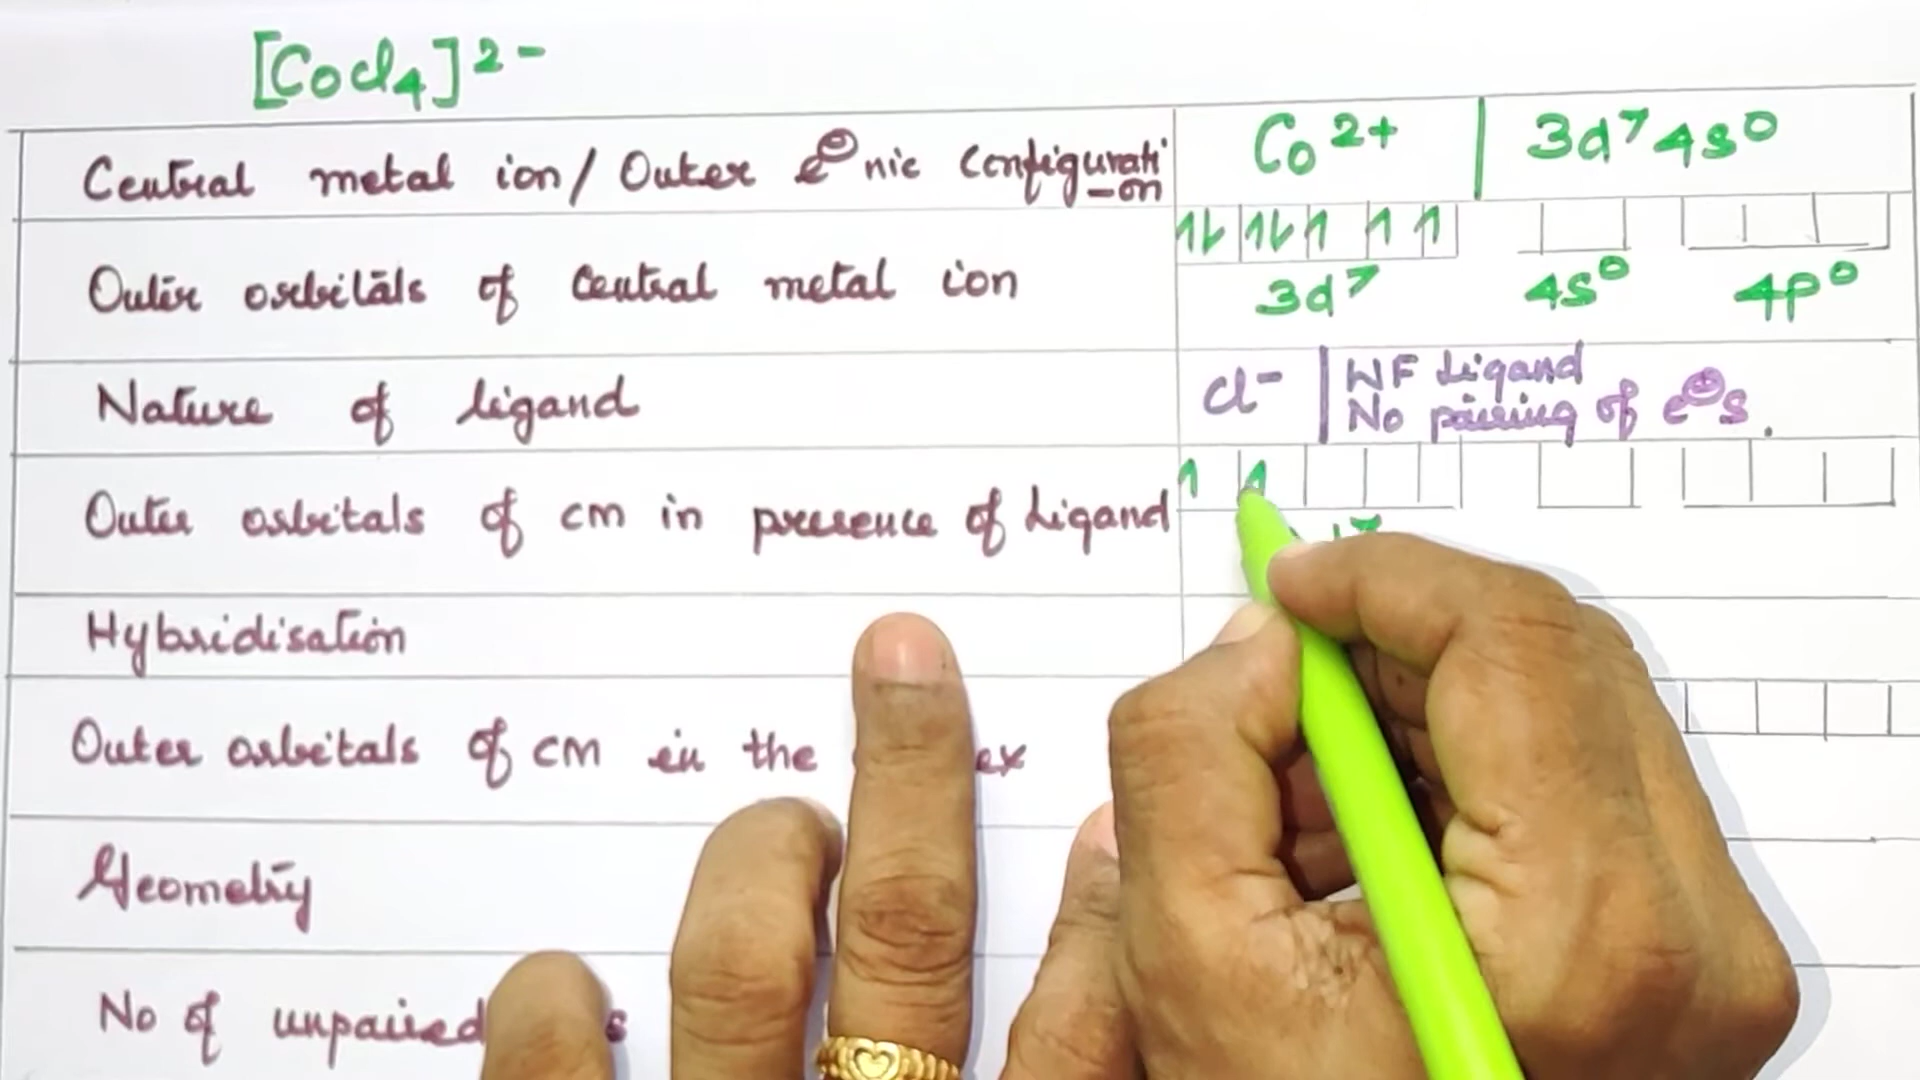 [CoCl4]2-
Central metal ion/ Outer e⊖nic configurati-on
Co2+ | 3d7 4s0
Outer orbitals of central metal ion
3d7 4s0 4p0
Nature of ligand
Cl- | WF Ligand
No pairing of e⊖s.
Outer orbitals of cm in presence of Ligand
Hybridisation
Outer orbitals of cm in the
Geometry
No of unpaired